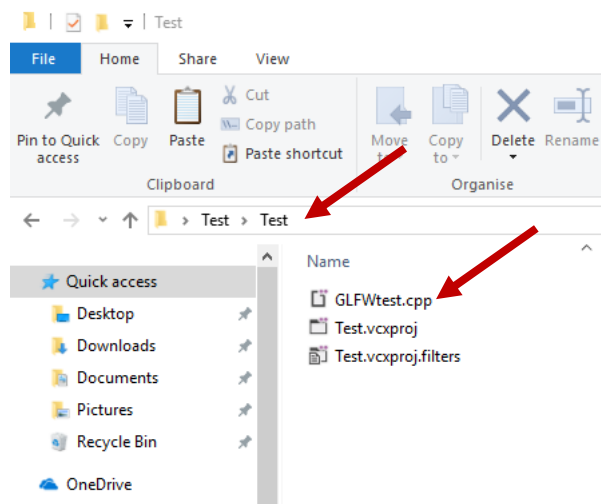 Test
File Home Share View
Pin to Quick access
Copy
Paste
Cut
Copy path
Paste shortcut
Move to
Copy to
Delete
Rename
Clipboard
Organise
Test > Test
Name
Quick access
Desktop
Downloads
Documents
Pictures
Recycle Bin
OneDrive
GLFWtest.cpp
Test.vcxproj
Test.vcxproj.filters